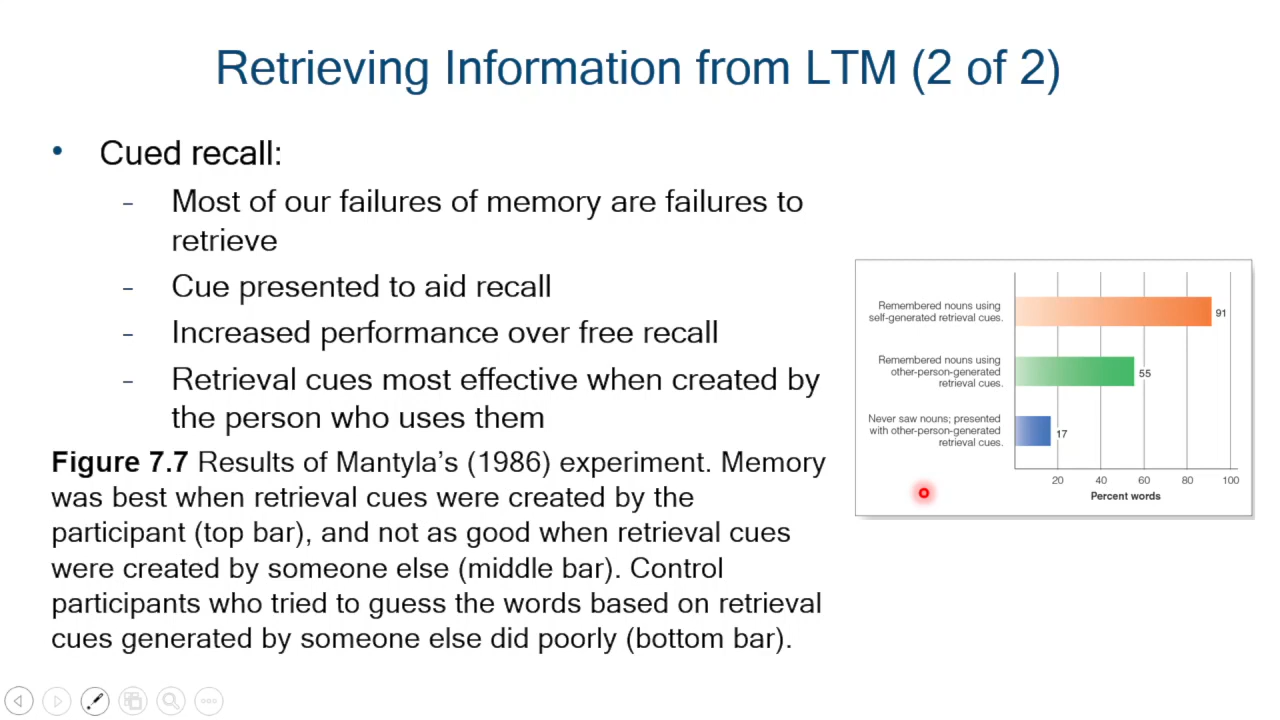 Retrieving Information from LTM (2 of 2)
• Cued recall:
– Most of our failures of memory are failures to
retrieve
– Cue presented to aid recall
– Increased performance over free recall
– Retrieval cues most effective when created by
the person who uses them
Figure 7.7 Results of Mantyla’s (1986) experiment. Memory
was best when retrieval cues were created by the
participant (top bar), and not as good when retrieval cues
were created by someone else (middle bar). Control
participants who tried to guess the words based on retrieval
cues generated by someone else did poorly (bottom bar).
Remembered nouns using
self-generated retrieval cues.
91
Remembered nouns using
other-person-generated
retrieval cues.
55
Never saw nouns; presented
with other-person-generated
retrieval cues.
17
20 40 60 80 100
Percent words